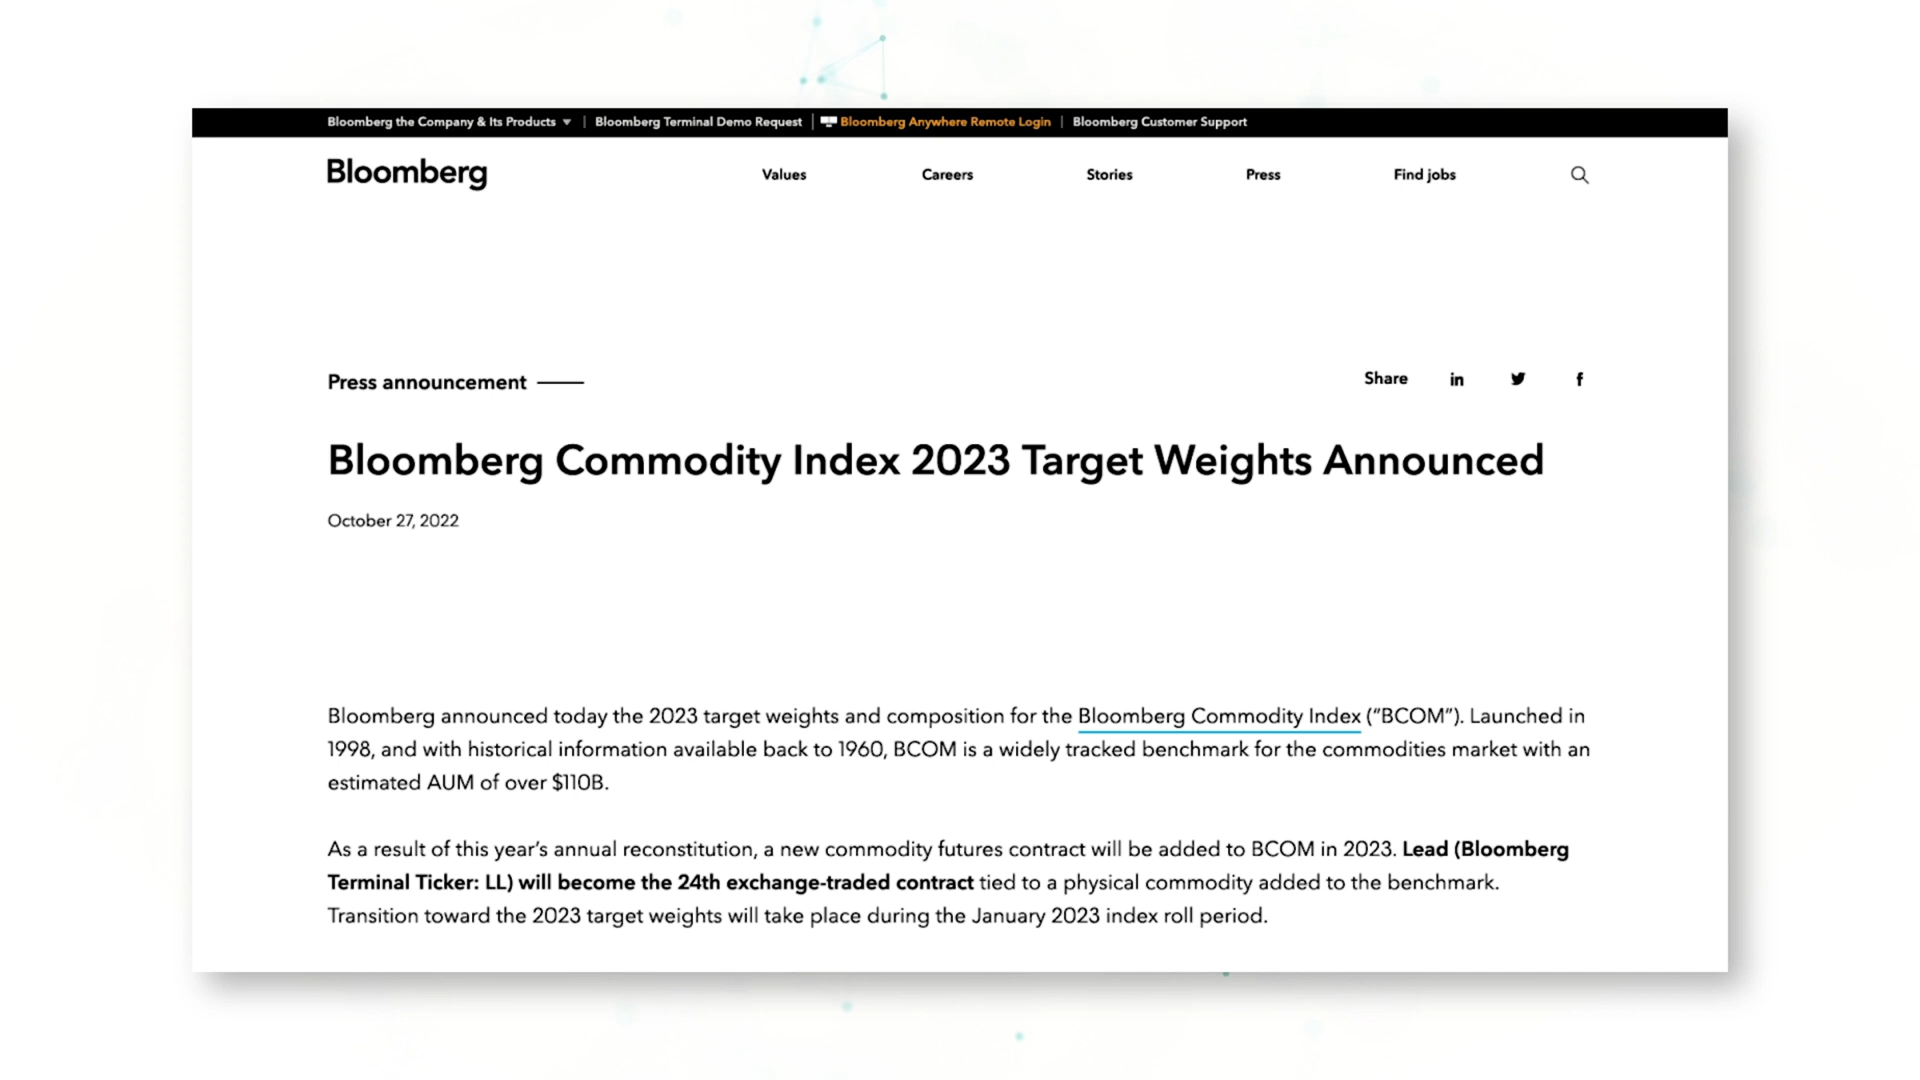 Bloomberg the Company & Its Products | Bloomberg Terminal Demo Request | Bloomberg Anywhere Remote Login | Bloomberg Customer Support
Bloomberg Values Careers Stories Press Find jobs
Press announcement Share in f
Bloomberg Commodity Index 2023 Target Weights Announced
October 27, 2022
Bloomberg announced today the 2023 target weights and composition for the Bloomberg Commodity Index (“BCOM”). Launched in
1998, and with historical information available back to 1960, BCOM is a widely tracked benchmark for the commodities market with an
estimated AUM of over $110B.
As a result of this year’s annual reconstitution, a new commodity futures contract will be added to BCOM in 2023. Lead (Bloomberg
Terminal Ticker: LL) will become the 24th exchange-traded contract tied to a physical commodity added to the benchmark.
Transition toward the 2023 target weights will take place during the January 2023 index roll period.